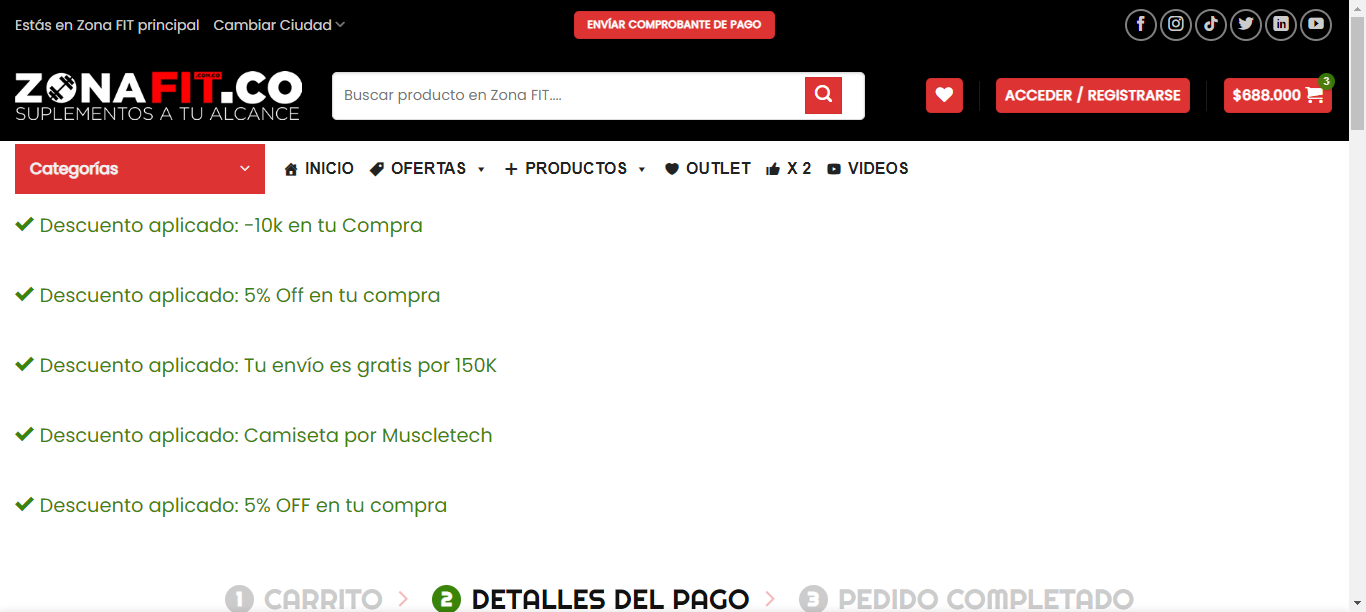 Estás en Zona FIT principal Cambiar Ciudad ENVÍAR COMPROBANTE DE PAGO
ZONAFIT.CO
.COM.CO
SUPLEMENTOS A TU ALCANCE
Buscar producto en Zona FIT....
ACCEDER / REGISTRARSE
$688.000
3
Categorías
INICIO OFERTAS PRODUCTOS OUTLET X 2 VIDEOS
Descuento aplicado: -10k en tu Compra
Descuento aplicado: 5% Off en tu compra
Descuento aplicado: Tu envío es gratis por 150K
Descuento aplicado: Camiseta por Muscletech
Descuento aplicado: 5% OFF en tu compra
1 CARRITO 2 DETALLES DEL PAGO 3 PEDIDO COMPLETADO